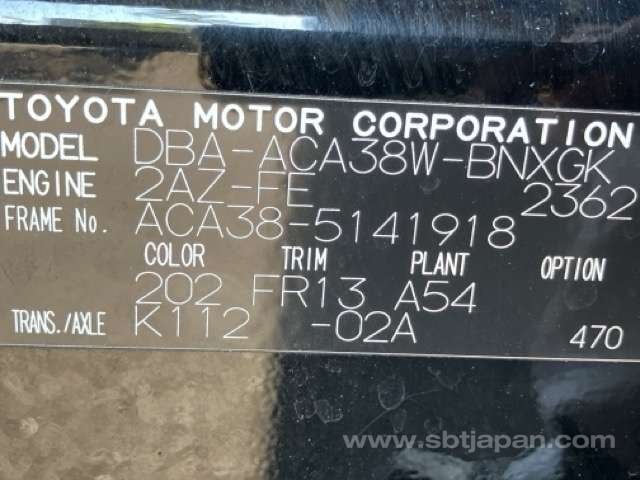 TOYOTA MOTOR CORPORATION
MODEL DBA-ACA38W-BNXGK
ENGINE 2AZ-FE 2362
FRAME No. ACA38-5141918
COLOR TRIM PLANT OPTION
202 FR13 A54
TRANS./AXLE K112 -02A 470
www.sbtjapan.com